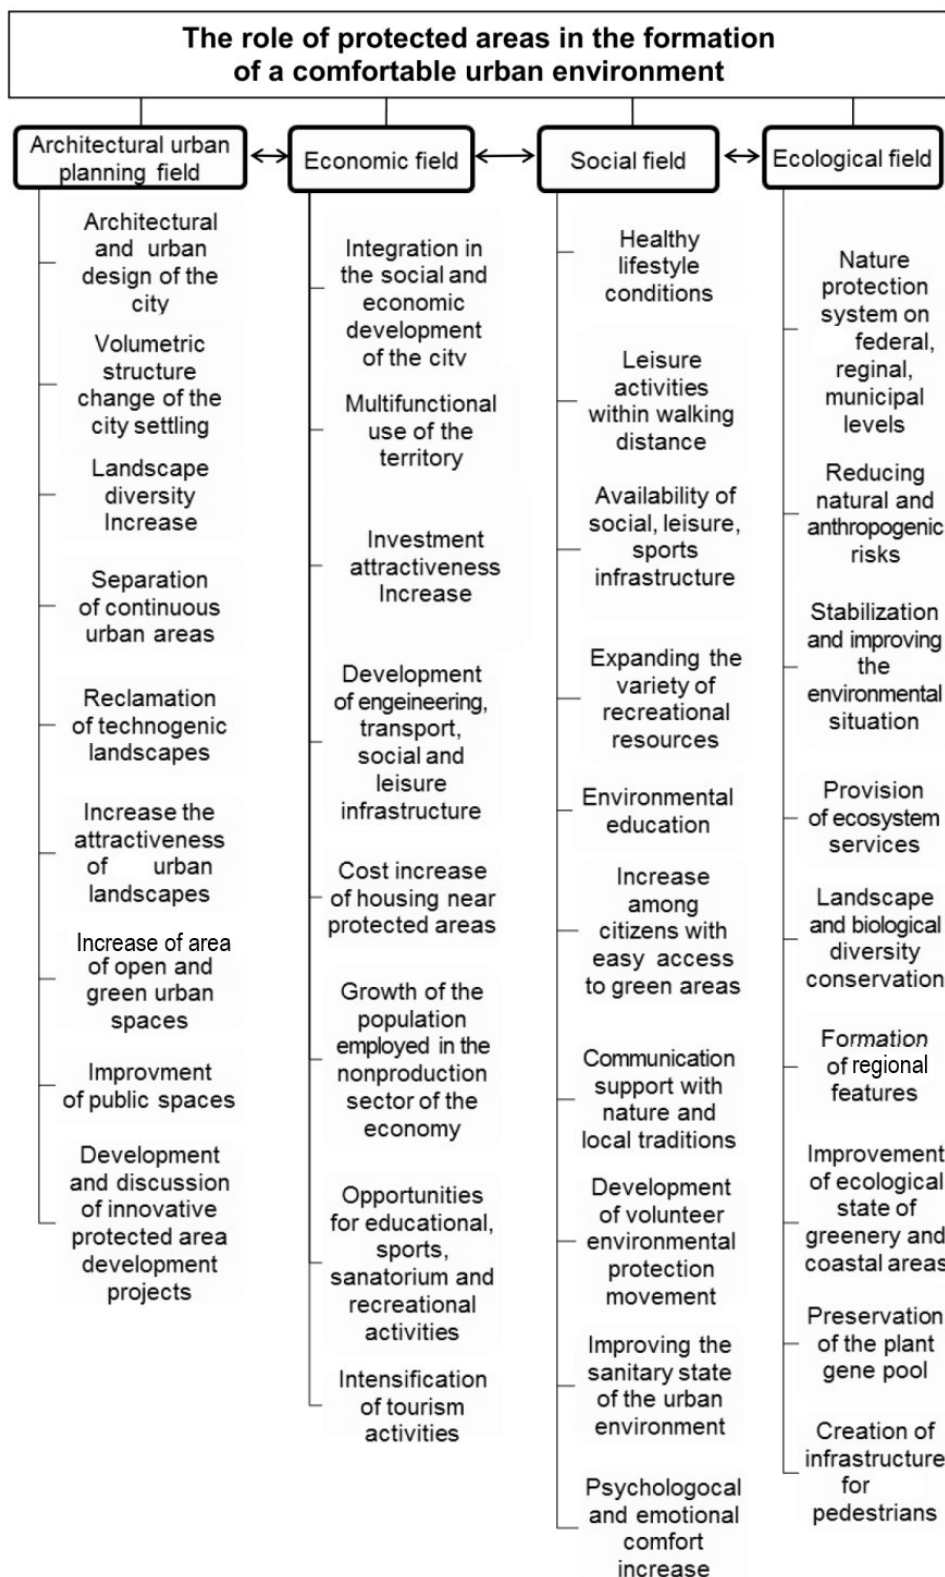 The role of protected areas in the formation
of a comfortable urban environment
Architectural urban
planning field
Architectural
and urban
design of the
city
Volumetric
structure
change of the
city settling
Landscape
diversity
Increase
Separation
of continuous
urban areas
Reclamation
of technogenic
landscapes
Increase the
attractiveness
of urban
landscapes
Increase of area
of open and
green urban
spaces
Improvment
of public spaces
Development
and discussion
of innovative
protected area
development
projects
Economic field
Integration in
the social and
economic
development
of the city
Multifunctional
use of the
territory
Investment
attractiveness
Increase
Development
of engeineering,
transport,
social and
leisure
infrastructure
Cost increase
of housing near
protected areas
Growth of the
population
employed in the
nonproduction
sector of the
economy
Opportunities
for educational,
sports,
sanatorium and
recreational
activities
Intensification
of tourism
activities
Social field
Healthy
lifestyle
conditions
Leisure
activities
within walking
distance
Availability of
social, leisure,
sports
infrastructure
Expanding the
variety of
recreational
resources
Environmental
education
Increase
among
citizens with
easy access
to green areas
Communication
support with
nature and
local traditions
Development
of volunteer
environmental
protection
movement
Improving the
sanitary state
of the urban
environment
Psychologocal
and emotional
comfort
increase
Ecological field
Nature
protection
system on
federal,
reginal,
municipal
levels
Reducing
natural and
anthropogenic
risks
Stabilization
and improving
the
environmental
situation
Provision
of ecosystem
services
Landscape
and biological
diversity
conservation
Formation
of regional
features
Improvement
of ecological
state of
greenery and
coastal areas
Preservation
of the plant
gene pool
Creation of
infrastructure
for
pedestrians